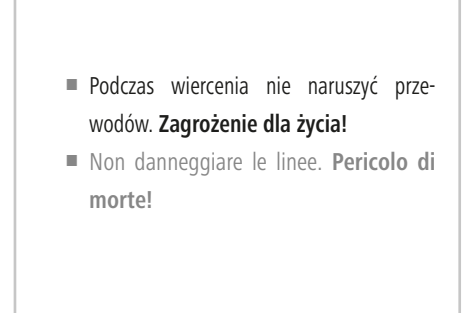 ■ Podczas wiercenia nie naruszyć prze-
wodów. Zagrożenie dla życia!
■ Non danneggiare le linee. Pericolo di
morte!